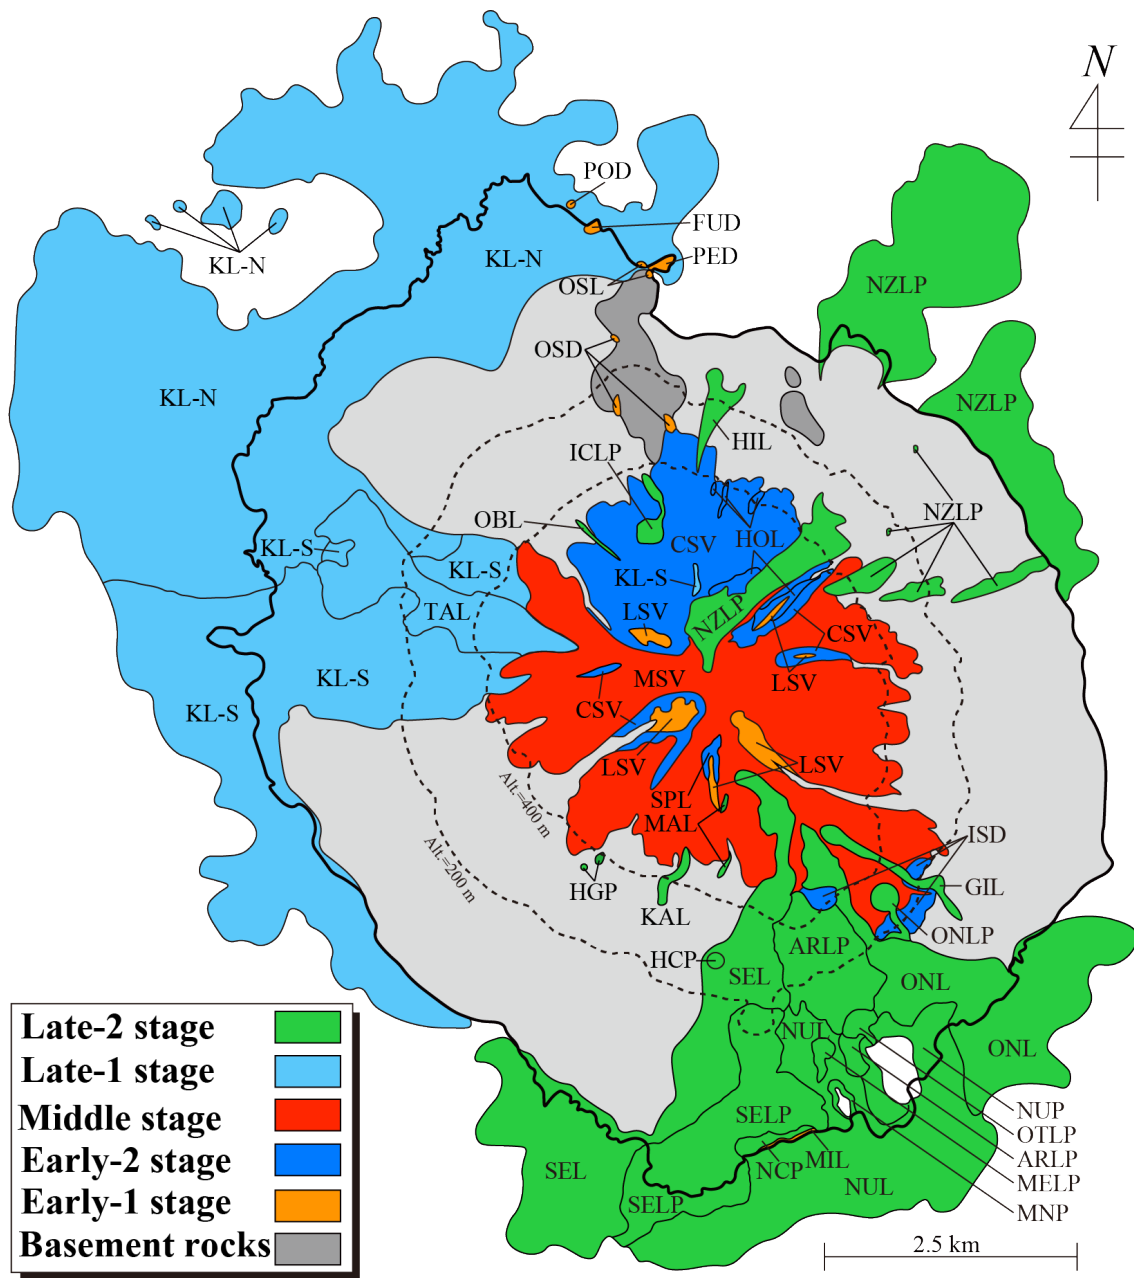 N
POD
FUD
KL-N
KL-N
PED
OSL
NZLP
OSD
KL-N
NZLP
HIL
ICLP
OBL
NZLP
CSV
HOL
KL-S
KL-S
KL-S
TAL
LSV
NZLP
CSV
KL-S
MSV
LSV
CSV
KL-S
LSV
LSV
Alt.=400 m
SPL
MAL
ISD
Alt.=200 m
HGP
GIL
KAL
ONLP
ARLP
HCP
SEL
ONL
Late-2 stage
NUL
ONL
Late-1 stage
Middle stage
SELP
NUP
OTLP
Early-2 stage
SEL
NCP
MIL
ARLP
NUL
MELP
Early-1 stage
SELP
MNP
Basement rocks
2.5 km